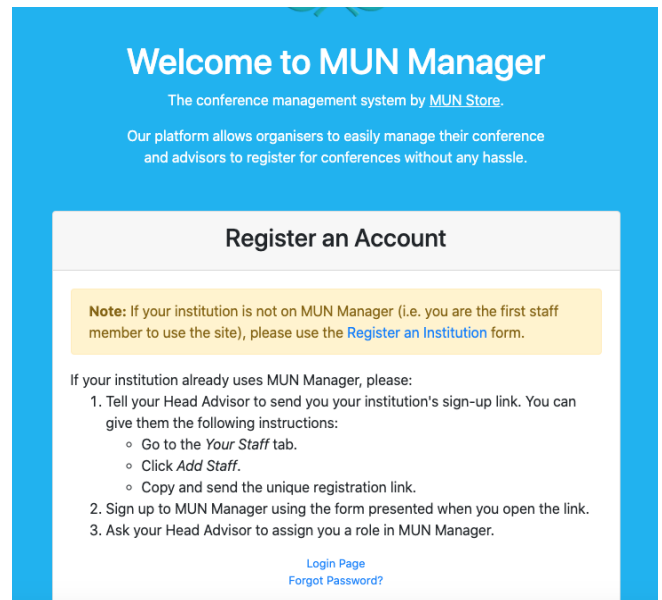 Welcome to MUN Manager
The conference management system by MUN Store.
Our platform allows organisers to easily manage their conference
and advisors to register for conferences without any hassle.
Register an Account
Note: If your institution is not on MUN Manager (i.e. you are the first staff
member to use the site), please use the Register an Institution form.
If your institution already uses MUN Manager, please:
1. Tell your Head Advisor to send you your institution's sign-up link. You can
give them the following instructions:
◦ Go to the Your Staff tab.
◦ Click Add Staff.
◦ Copy and send the unique registration link.
2. Sign up to MUN Manager using the form presented when you open the link.
3. Ask your Head Advisor to assign you a role in MUN Manager.
Login Page
Forgot Password?